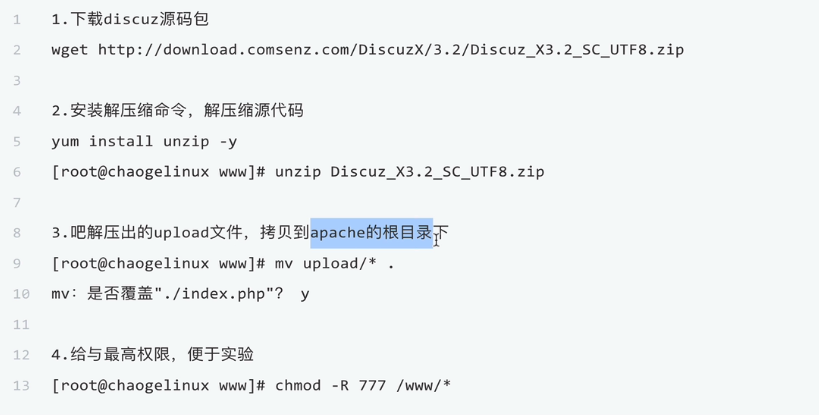 1 1.下载discuz源码包
2 wget http://download.comsenz.com/DiscuzX/3.2/Discuz_X3.2_SC_UTF8.zip
3
4 2.安装解压缩命令，解压缩源代码
5 yum install unzip -y
6 [root@chaogelinux www]# unzip Discuz_X3.2_SC_UTF8.zip
7
8 3.吧解压出的upload文件，拷贝到apache的根目录下
9 [root@chaogelinux www]# mv upload/* .
10 mv：是否覆盖"./index.php"？ y
11
12 4.给与最高权限，便于实验
13 [root@chaogelinux www]# chmod -R 777 /www/*